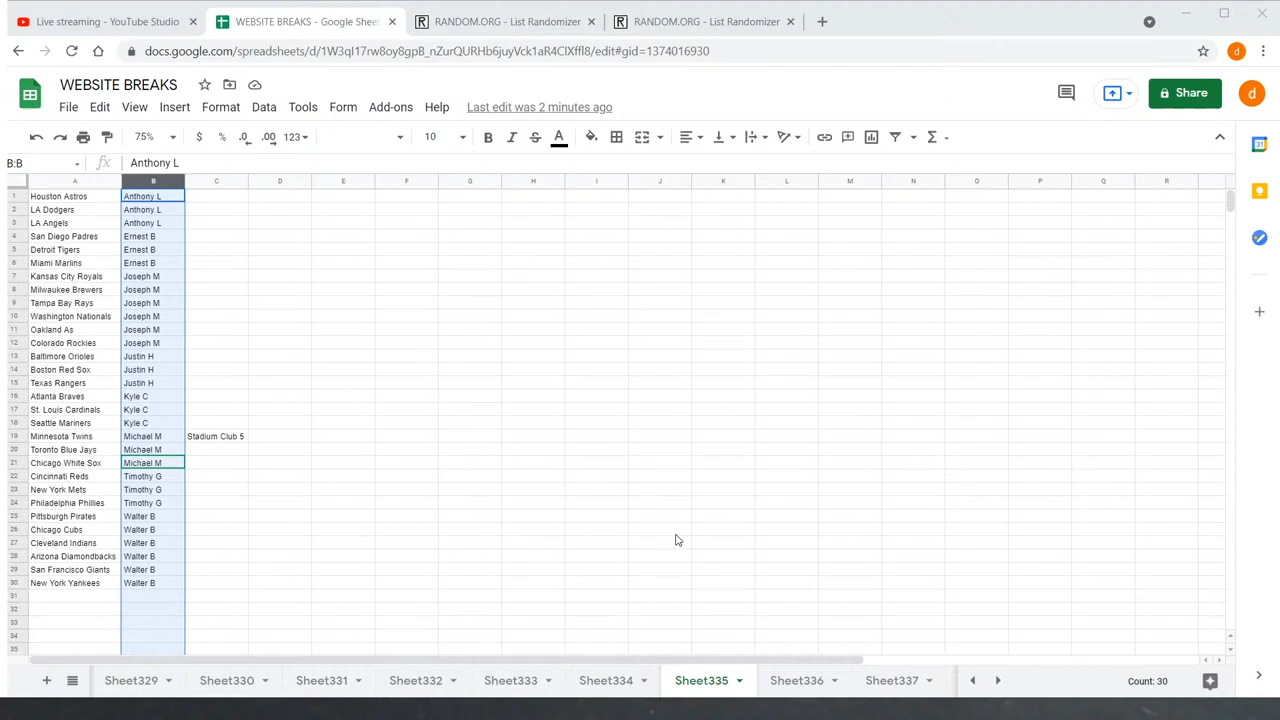 Live streaming - YouTube Studio
WEBSITE BREAKS - Google Sheet
RANDOM.ORG - List Randomizer
RANDOM.ORG - List Randomizer
docs.google.com/spreadsheets/d/1W3qI17rw8oy8gpB_nZurQURHb6juyVck1aR4ClXffl8/edit#gid=1374016930
d
WEBSITE BREAKS
File Edit View Insert Format Data Tools Form Add-ons Help Last edit was 2 minutes ago
Share
d
75% $ % .0 .00 123 10 B I S A
B:B fx Anthony L
A B C D E F G H I J K L M N O P Q R
1 Houston Astros Anthony L
2 LA Dodgers Anthony L
3 LA Angels Anthony L
4 San Diego Padres Ernest B
5 Detroit Tigers Ernest B
6 Miami Marlins Ernest B
7 Kansas City Royals Joseph M
8 Milwaukee Brewers Joseph M
9 Tampa Bay Rays Joseph M
10 Washington Nationals Joseph M
11 Oakland As Joseph M
12 Colorado Rockies Joseph M
13 Baltimore Orioles Justin H
14 Boston Red Sox Justin H
15 Texas Rangers Justin H
16 Atlanta Braves Kyle C
17 St. Louis Cardinals Kyle C
18 Seattle Mariners Kyle C
19 Minnesota Twins Michael M Stadium Club 5
20 Toronto Blue Jays Michael M
21 Chicago White Sox Michael M
22 Cincinnati Reds Timothy G
23 New York Mets Timothy G
24 Philadelphia Phillies Timothy G
25 Pittsburgh Pirates Walter B
26 Chicago Cubs Walter B
27 Cleveland Indians Walter B
28 Arizona Diamondbacks Walter B
29 San Francisco Giants Walter B
30 New York Yankees Walter B
31
32
33
34
35
Sheet329 Sheet330 Sheet331 Sheet332 Sheet333 Sheet334 Sheet335 Sheet336 Sheet337 Count: 30